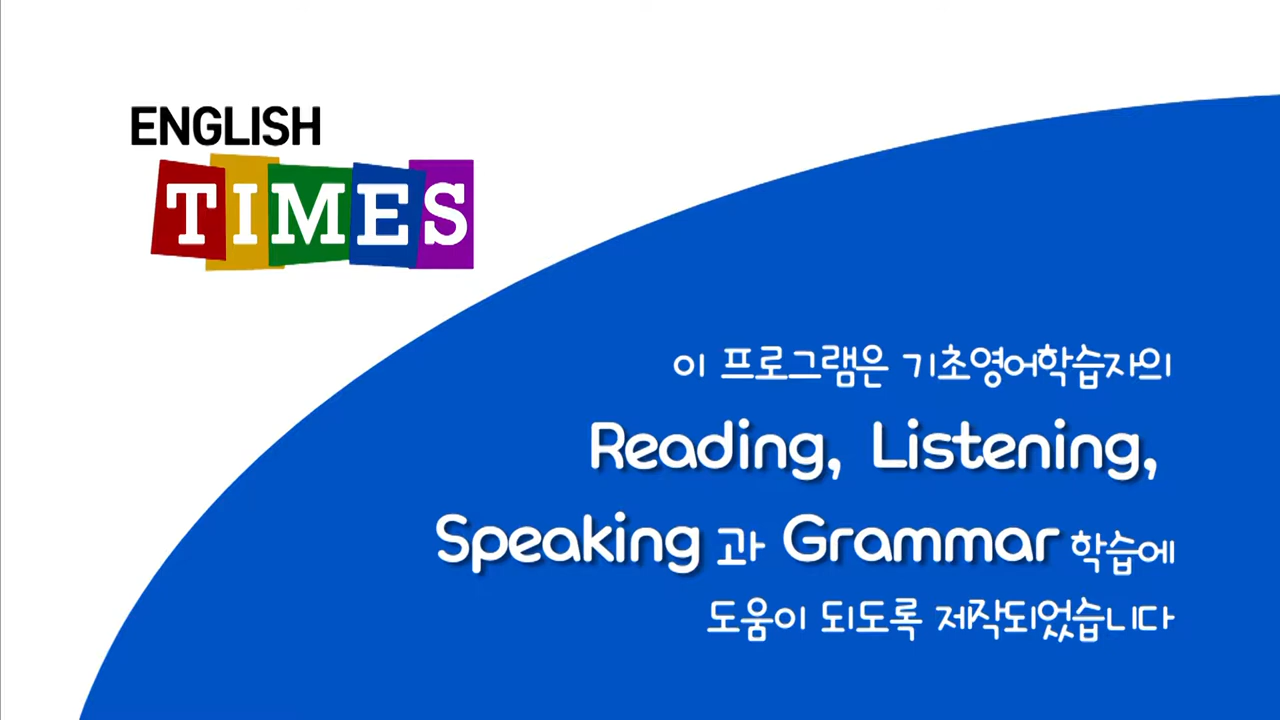 ENGLISH
TIMES
이 프로그램은 기초영어학습자의
Reading, Listening,
Speaking 과 Grammar 학습에
도움이 되도록 제작되었습니다